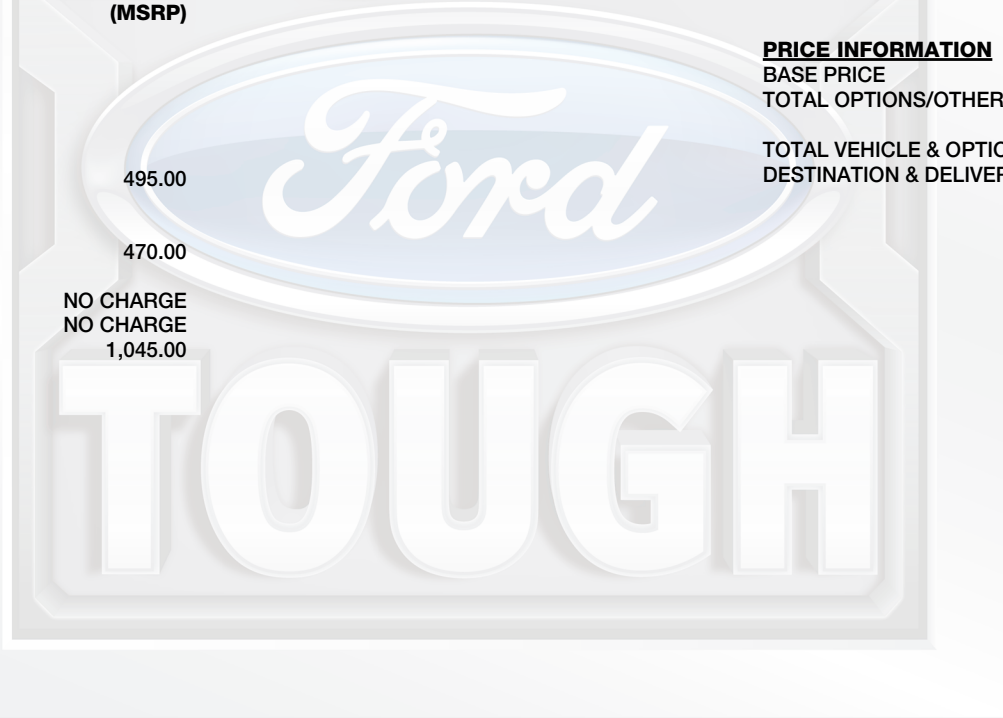 (MSRP)
495.00
470.00
NO CHARGE
NO CHARGE
1,045.00
PRICE INFORMATION
BASE PRICE
TOTAL OPTIONS/OTHER
TOTAL VEHICLE & OPTIO
DESTINATION & DELIVER
Ford
TOUGH